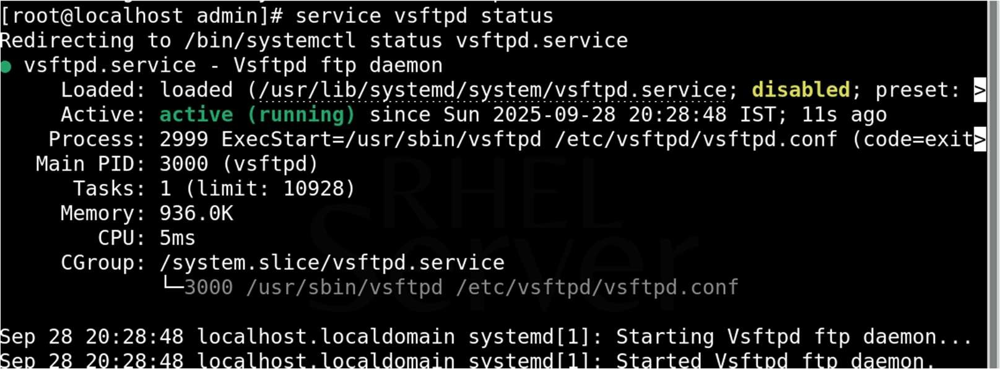 [root@localhost admin]# service vsftpd status
Redirecting to /bin/systemctl status vsftpd.service
● vsftpd.service - Vsftpd ftp daemon
     Loaded: loaded (/usr/lib/systemd/system/vsftpd.service; disabled; preset: >
     Active: active (running) since Sun 2025-09-28 20:28:48 IST; 11s ago
    Process: 2999 ExecStart=/usr/sbin/vsftpd /etc/vsftpd/vsftpd.conf (code=exit>
   Main PID: 3000 (vsftpd)
      Tasks: 1 (limit: 10928)
     Memory: 936.0K
        CPU: 5ms
     CGroup: /system.slice/vsftpd.service
             └─3000 /usr/sbin/vsftpd /etc/vsftpd/vsftpd.conf
RHEL
Server
Sep 28 20:28:48 localhost.localdomain systemd[1]: Starting Vsftpd ftp daemon...
Sep 28 20:28:48 localhost.localdomain systemd[1]: Started Vsftpd ftp daemon.